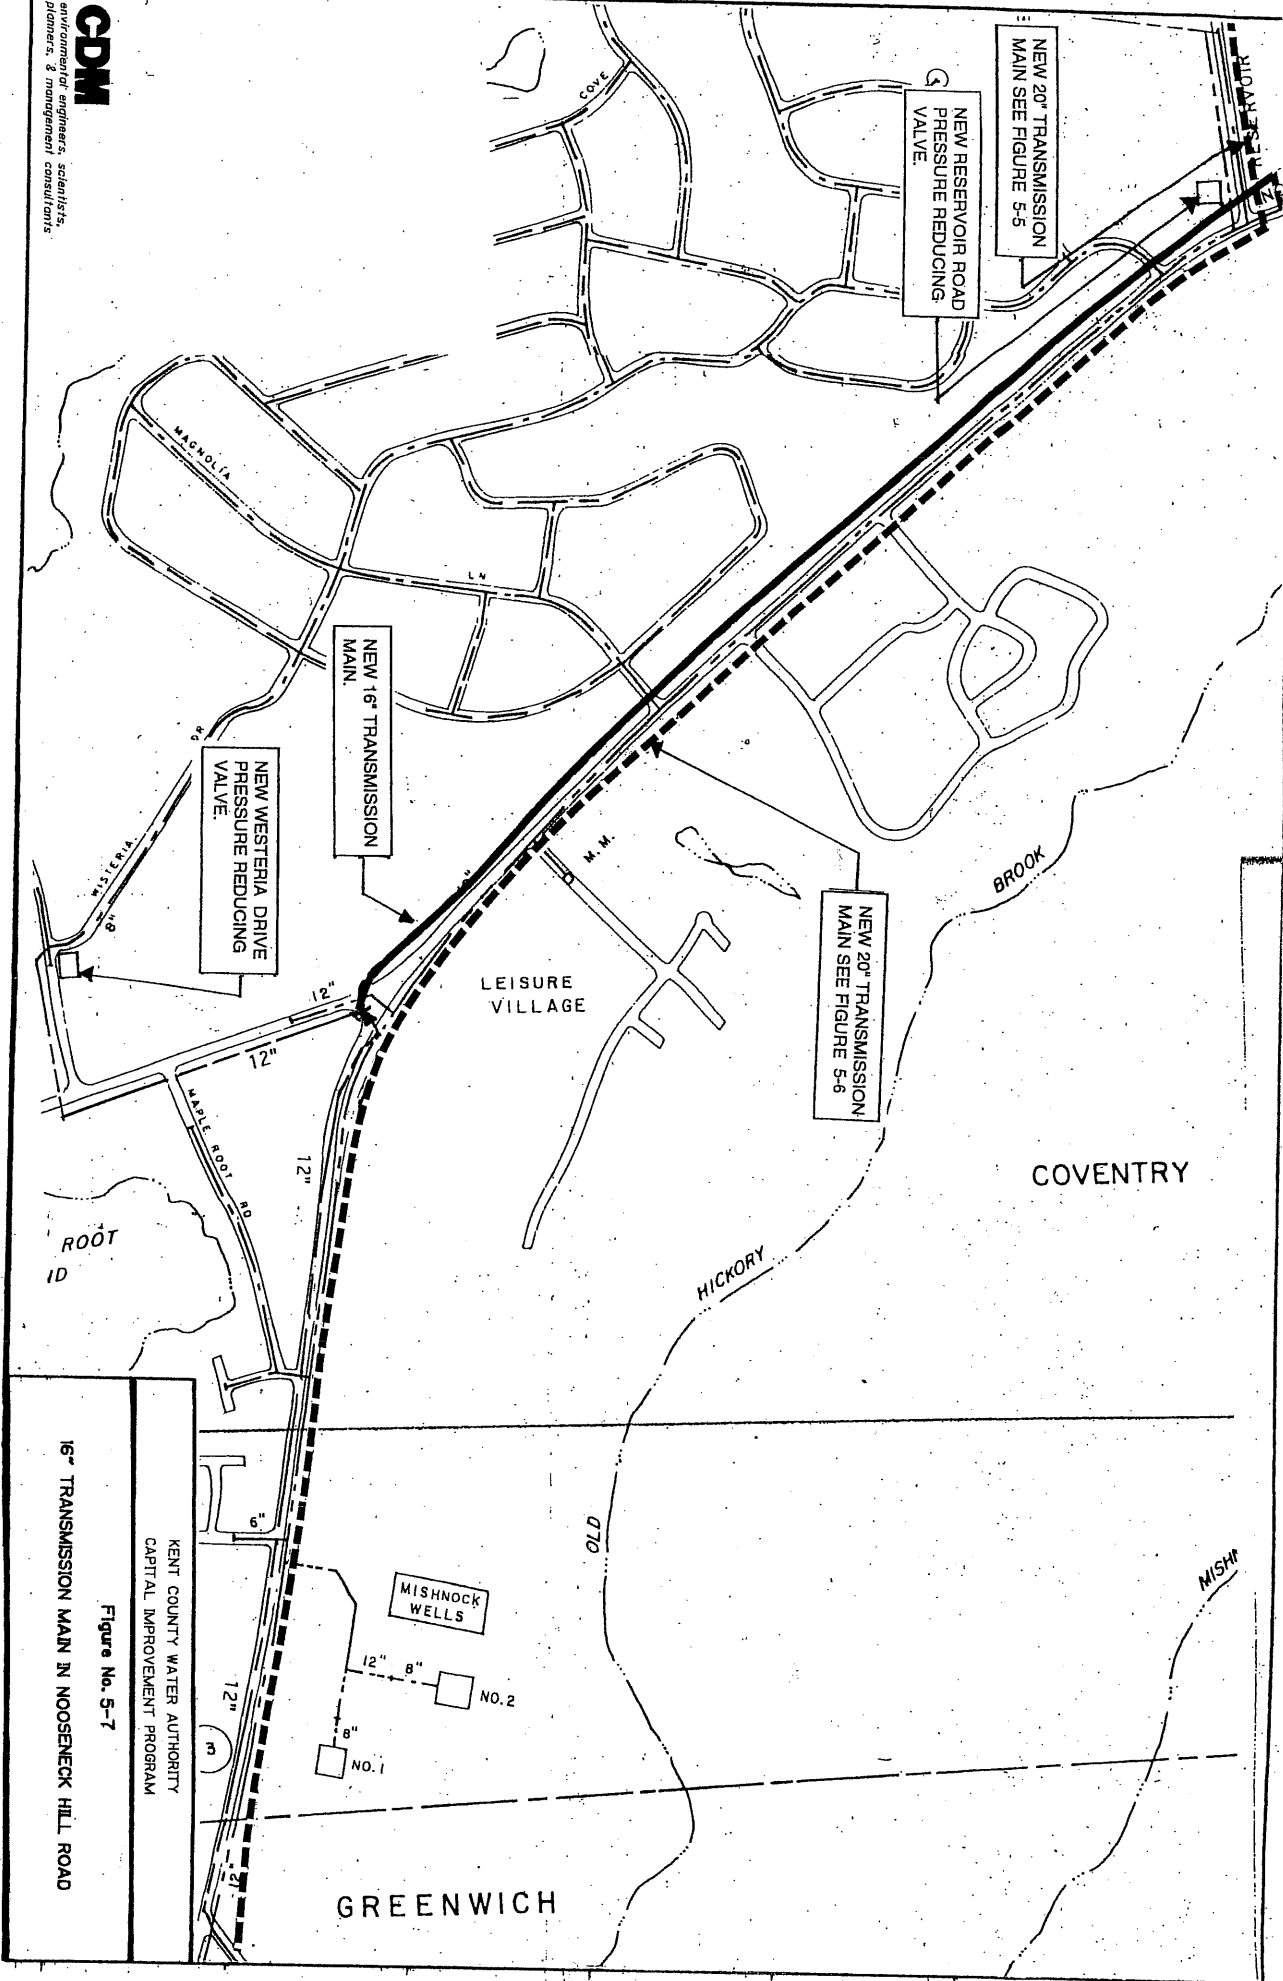 CDM
environmental engineers, scientists,
planners, & management consultants
RESERVOIR
NEW 20" TRANSMISSION
MAIN SEE FIGURE 5-5
NEW RESERVOIR ROAD
PRESSURE REDUCING
VALVE.
COVE
MAGNOLIA
LN
NEW 16" TRANSMISSION
MAIN.
DR
NEW WESTERIA DRIVE
PRESSURE REDUCING
VALVE.
WISTERIA
8"
M. M.
NEW 20" TRANSMISSION
MAIN SEE FIGURE 5-6
BROOK
LEISURE
VILLAGE
12"
12"
MAPLE ROOT RD
12"
COVENTRY
HICKORY
ROOT
ID
6"
OLD
MISHNOCK
WELLS
12"
8"
NO. 2
8"
NO. 1
12"
3
12"
GREENWICH
KENT COUNTY WATER AUTHORITY
CAPITAL IMPROVEMENT PROGRAM
Figure No. 5-7
16" TRANSMISSION MAIN IN NOOSENECK HILL ROAD